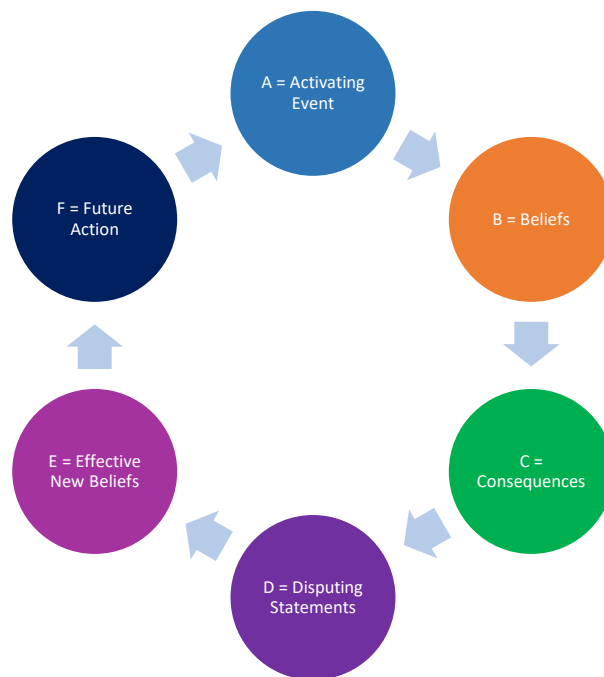 A = Activating
Event
B = Beliefs
C =
Consequences
D = Disputing
Statements
E = Effective
New Beliefs
F = Future
Action